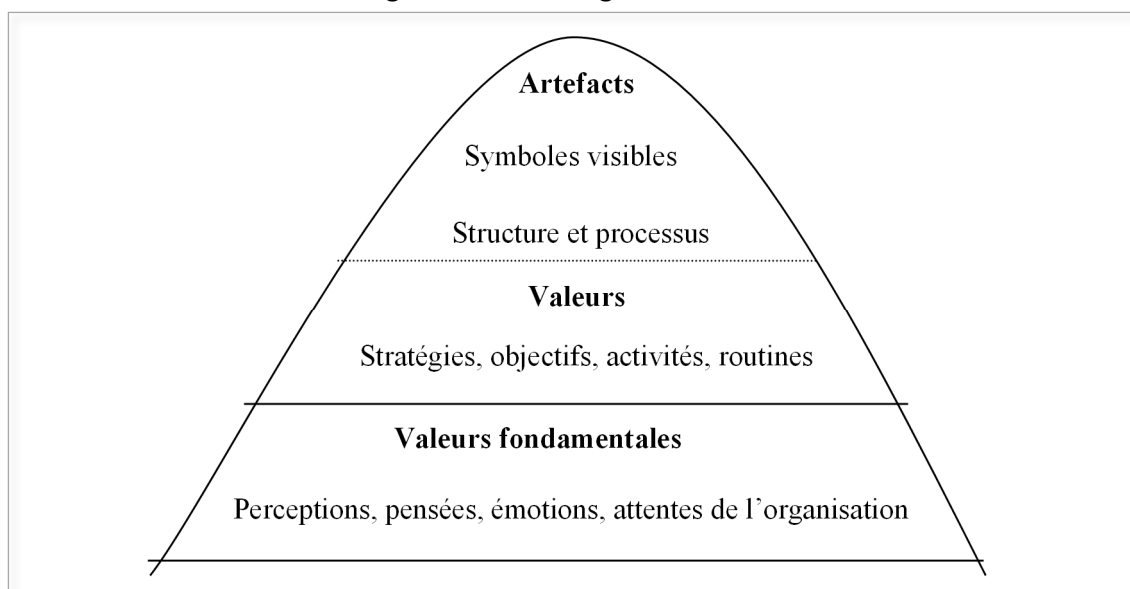 Artefacts
Symboles visibles
Structure et processus
Valeurs
Stratégies, objectifs, activités, routines
Valeurs fondamentales
Perceptions, pensées, émotions, attentes de l’organisation